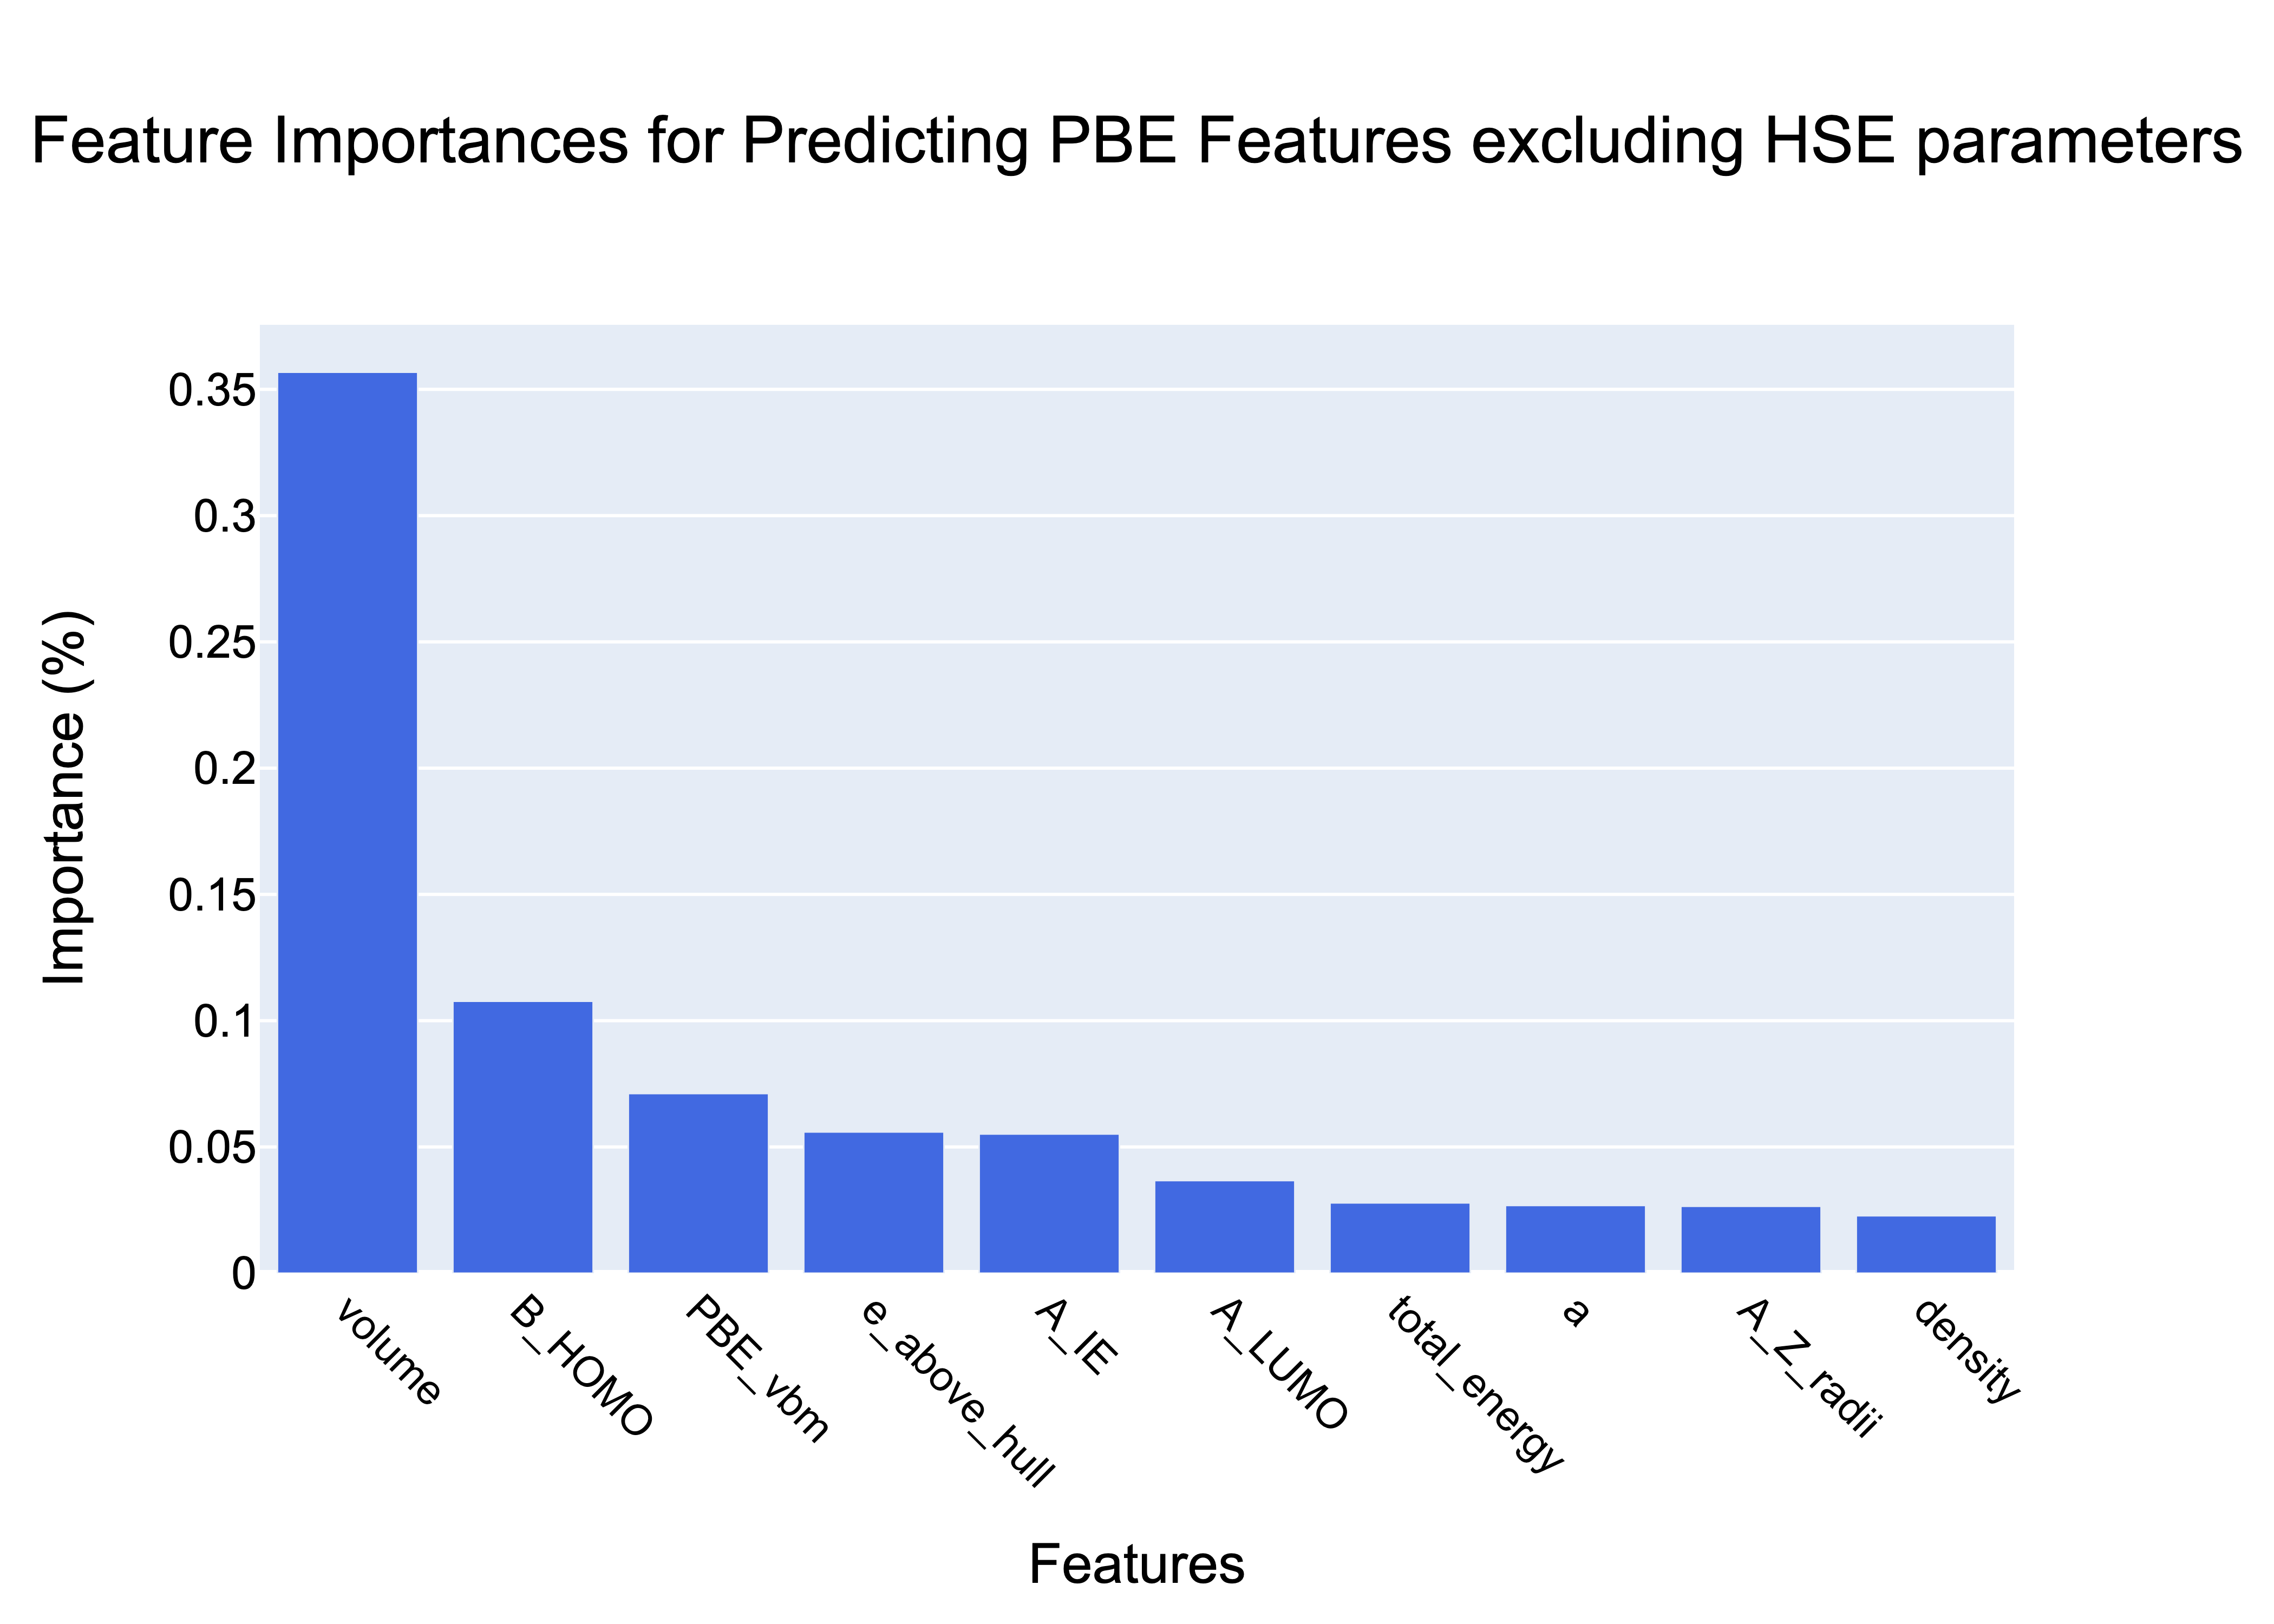 Feature Importances for Predicting PBE Features excluding HSE parameters
0.35
0.3
0.25
0.2
0.15
0.1
0.05
0
Importance (%)
volume
B_HOMO
PBE_vbm
e_above_hull
A_IE
A_LUMO
total_energy
a
A_Z_radii
density
Features